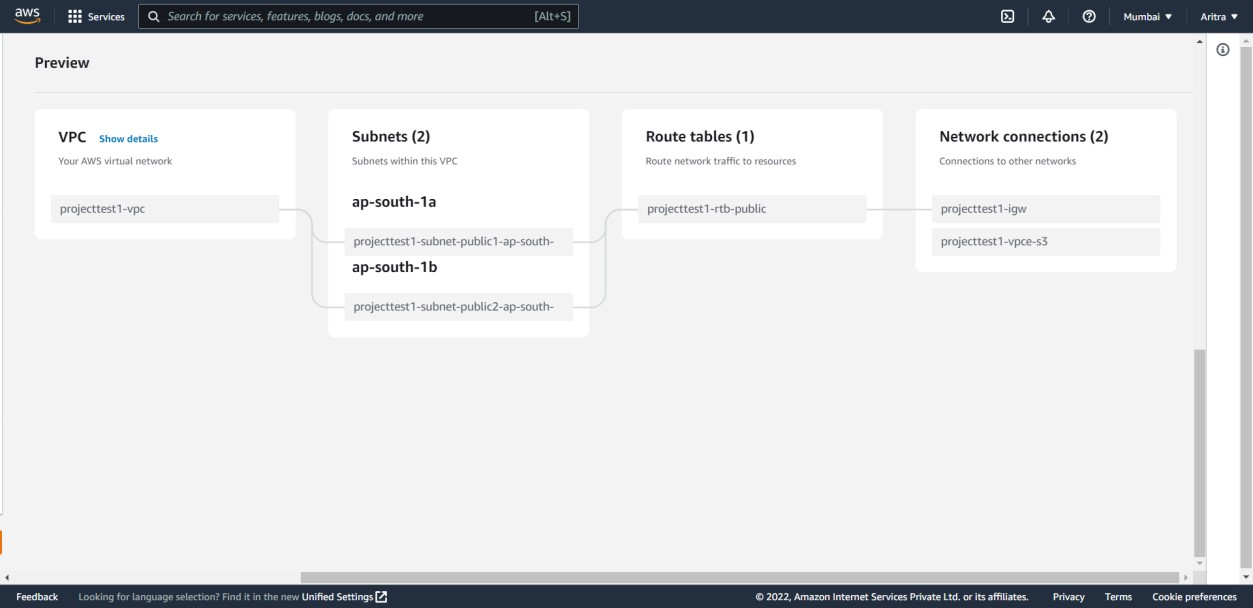 aws
Services
Search for services, features, blogs, docs, and more
[Alt+S]
Mumbai ▼
Aritra ▼
Preview
VPC Show details
Your AWS virtual network
projecttest1-vpc
Subnets (2)
Subnets within this VPC
ap-south-1a
projecttest1-subnet-public1-ap-south-
ap-south-1b
projecttest1-subnet-public2-ap-south-
Route tables (1)
Route network traffic to resources
projecttest1-rtb-public
Network connections (2)
Connections to other networks
projecttest1-igw
projecttest1-vpce-s3
Feedback
Looking for language selection? Find it in the new Unified Settings
© 2022, Amazon Internet Services Private Ltd. or its affiliates.
Privacy
Terms
Cookie preferences